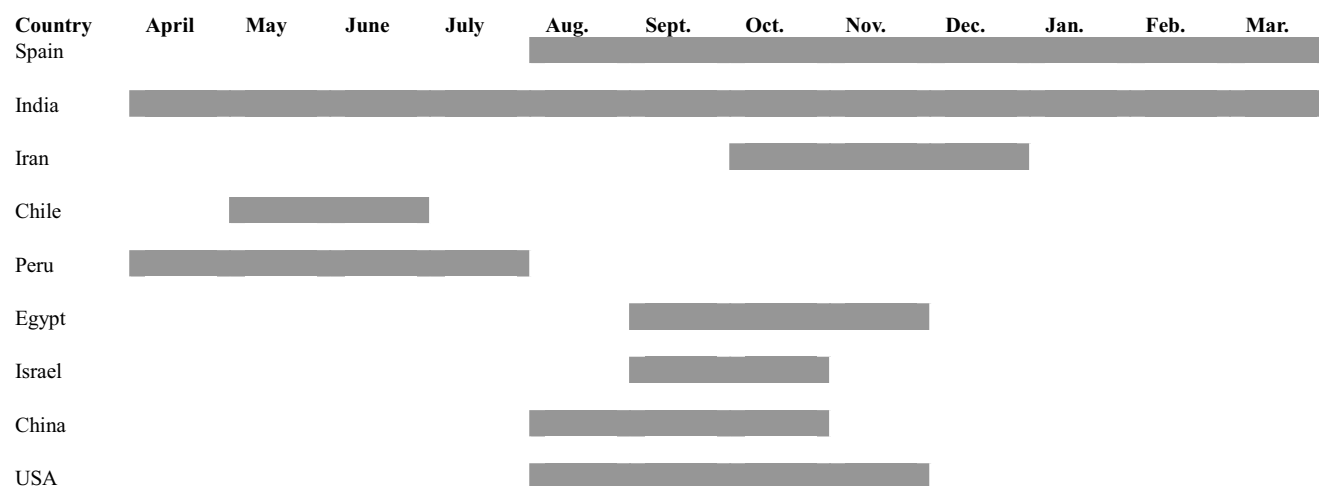 Country April May June July Aug. Sept. Oct. Nov. Dec. Jan. Feb. Mar.
Spain
India
Iran
Chile
Peru
Egypt
Israel
China
USA